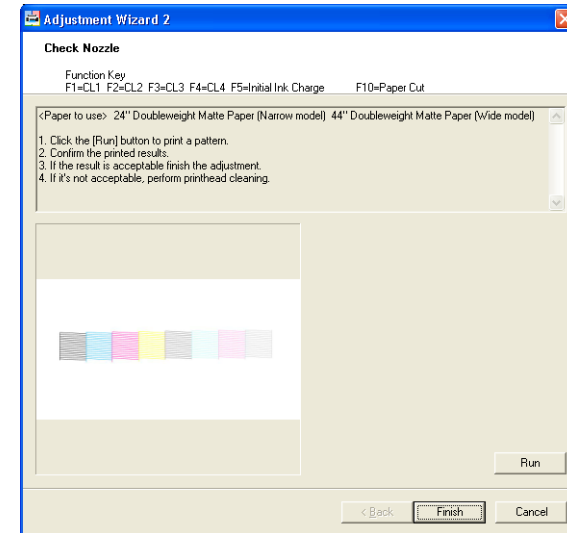 Adjustment Wizard 2
Check Nozzle
Function Key
F1=CL1 F2=CL2 F3=CL3 F4=CL4 F5=Initial Ink Charge F10=Paper Cut
<Paper to use> 24'' Doubleweight Matte Paper (Narrow model) 44'' Doubleweight Matte Paper (Wide model)
1. Click the [Run] button to print a pattern.
2. Confirm the printed results.
3. If the result is acceptable finish the adjustment.
4. If it's not acceptable, perform printhead cleaning.
Run
< Back Finish Cancel